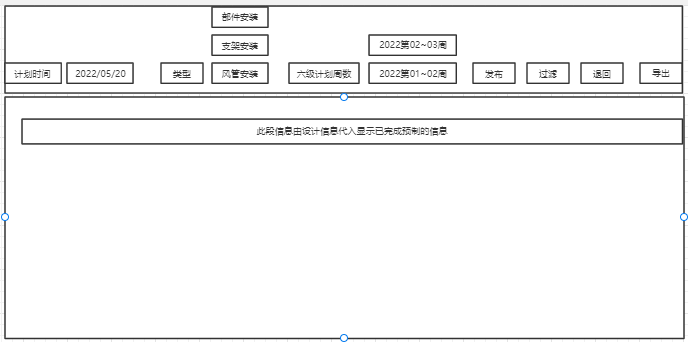 部件安装
支架安装
2022第02~03周
计划时间 2022/05/20 类型 风管安装 六级计划周数 2022第01~02周 发布 过滤 退回 导出
此段信息由设计信息代入显示已完成预制的信息